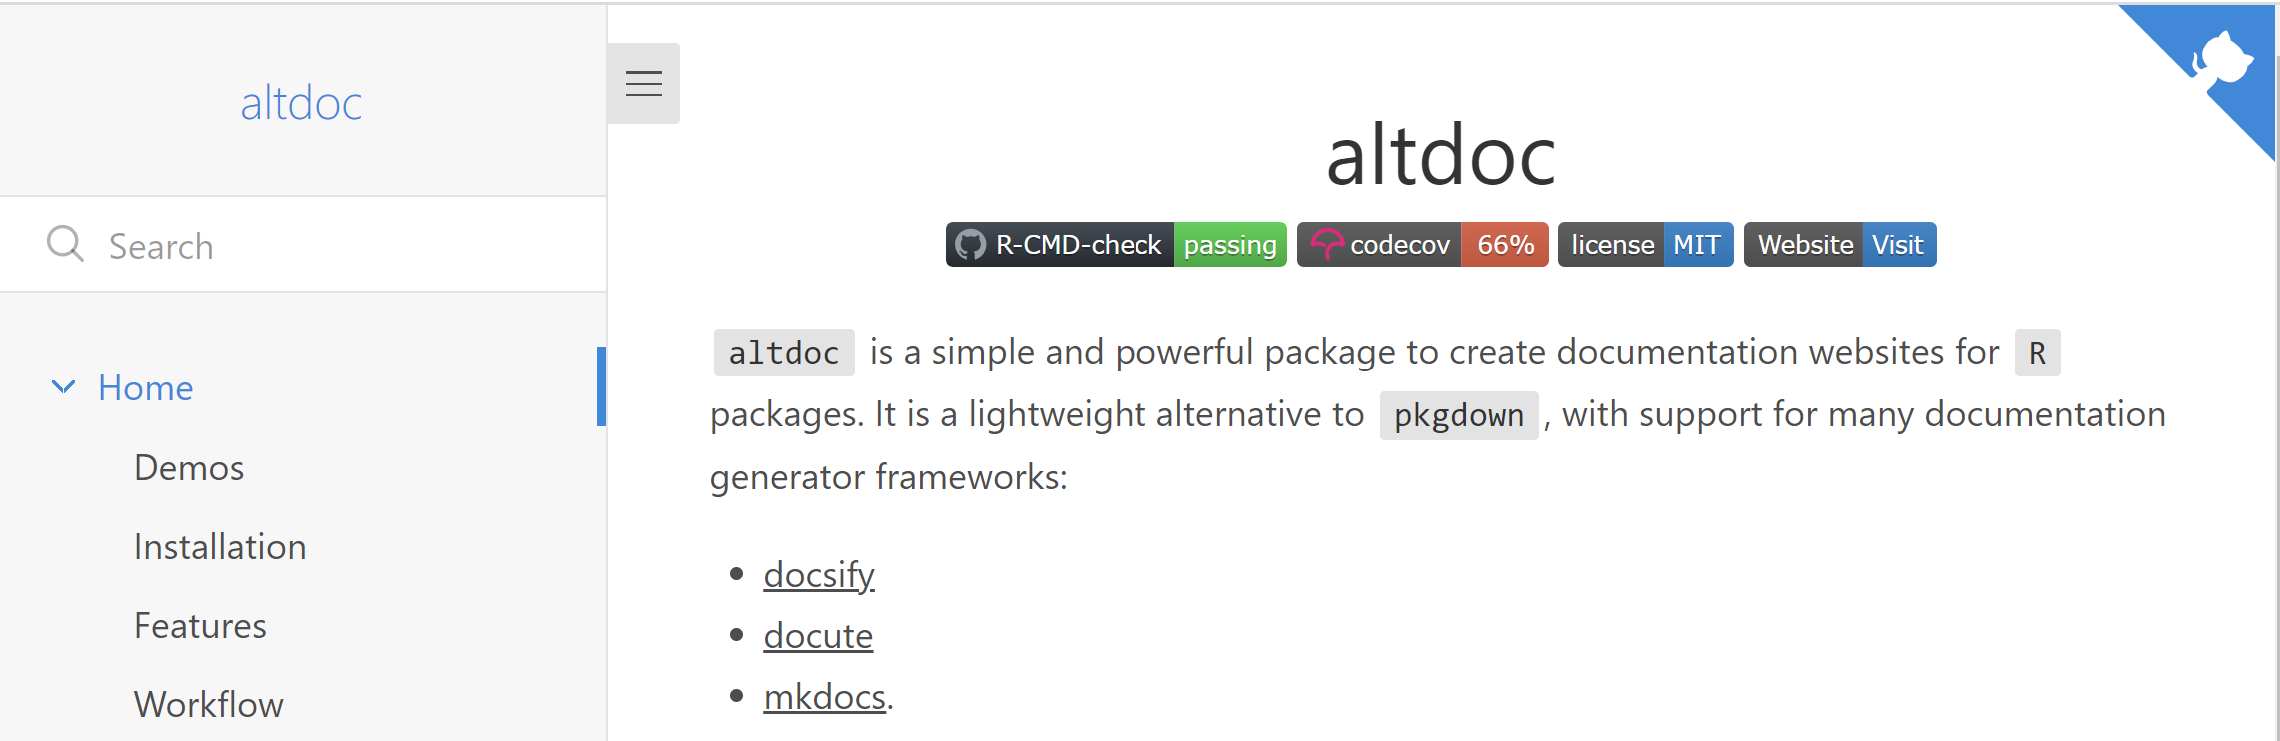 altdoc
Search
Home
Demos
Installation
Features
Workflow
altdoc
R-CMD-check passing codecov 66% license MIT Website Visit
altdoc is a simple and powerful package to create documentation websites for R
packages. It is a lightweight alternative to pkgdown, with support for many documentation
generator frameworks:
docsify
docute
mkdocs.